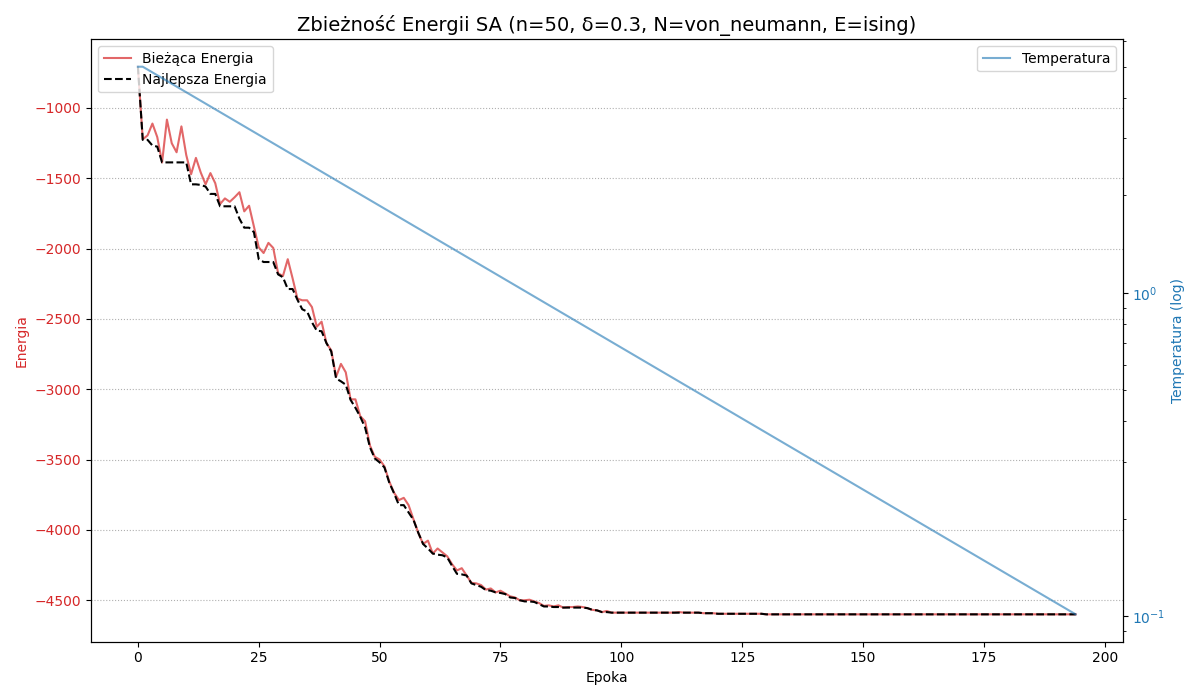 Zbieżność Energii SA (n=50, δ=0.3, N=von_neumann, E=ising)
Bieżąca Energia
Najlepsza Energia
Temperatura
−1000
−1500
−2000
−2500
−3000
−3500
−4000
−4500
Energia
10⁰
10⁻¹
Temperatura (log)
0 25 50 75 100 125 150 175 200
Epoka